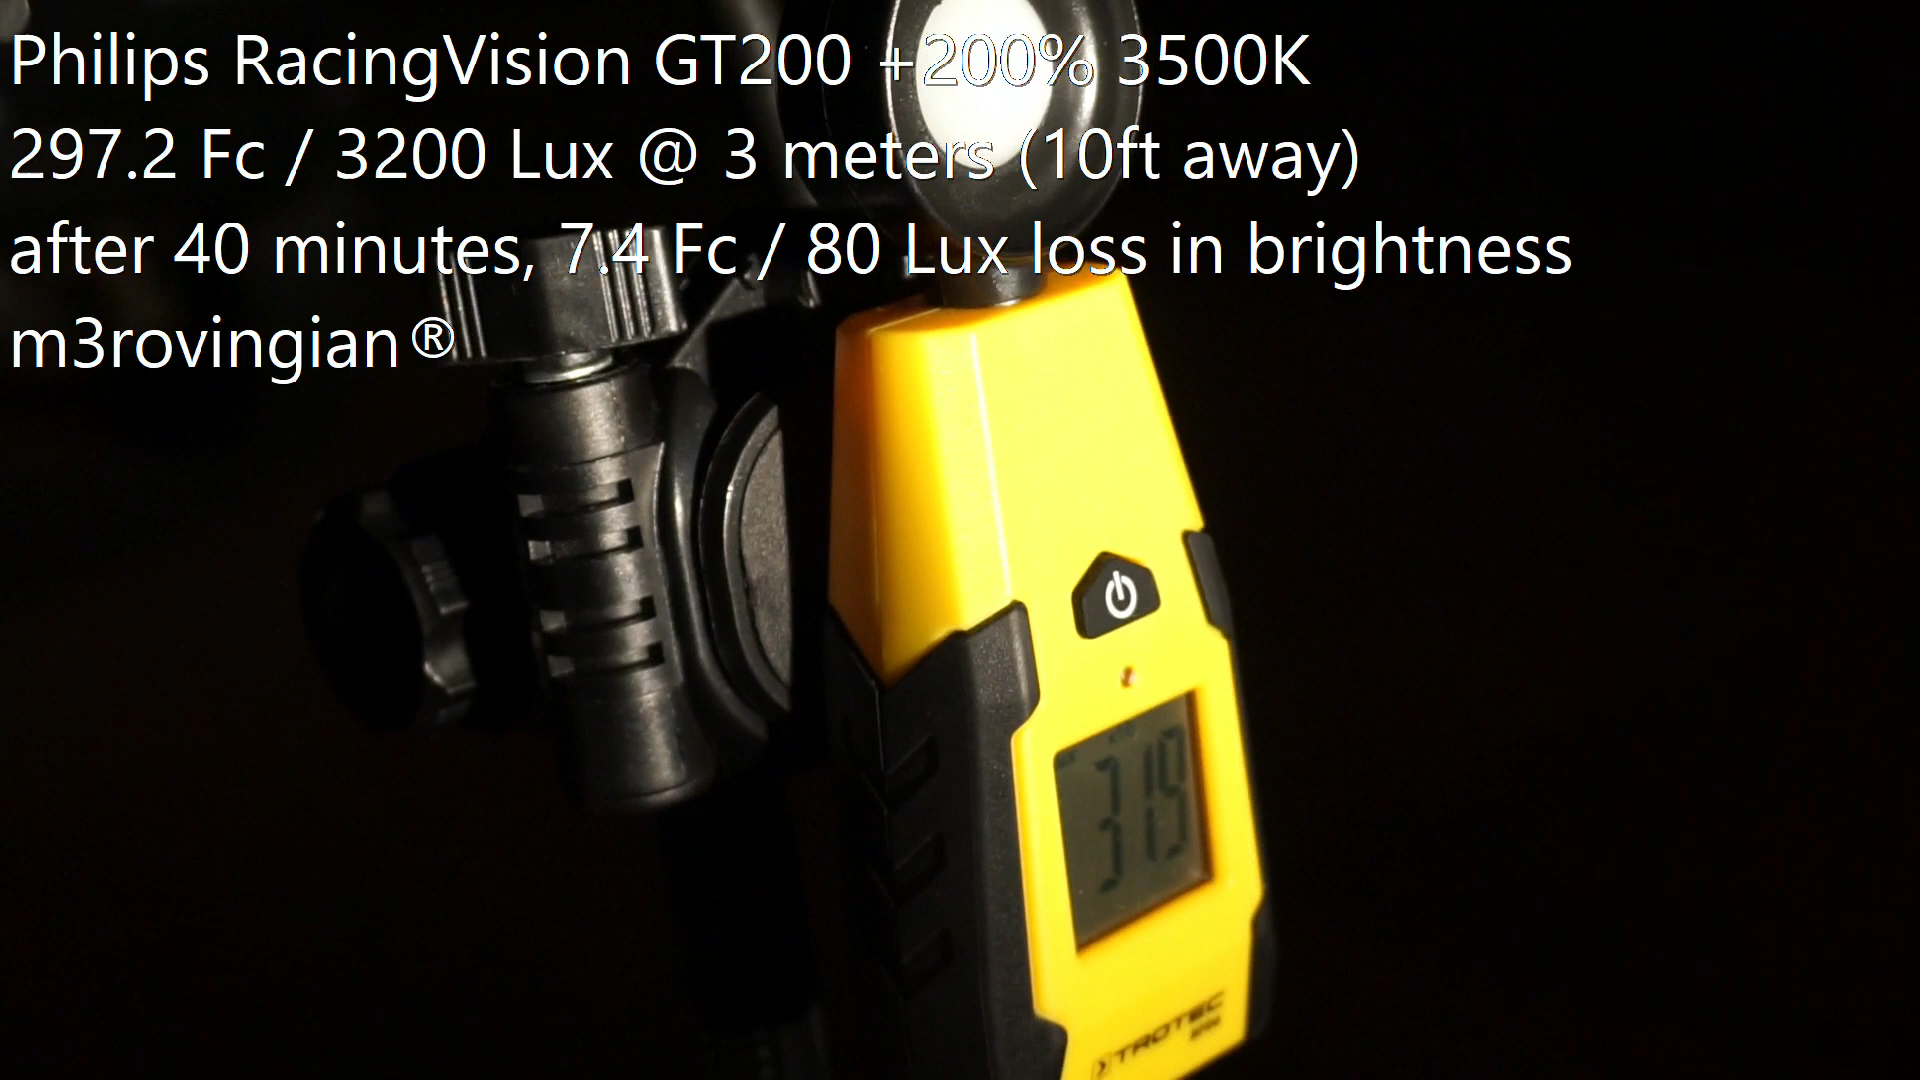 Philips RacingVision GT200 +200% 3500K
297.2 Fc / 3200 Lux @ 3 meters (10ft away)
after 40 minutes, 7.4 Fc / 80 Lux loss in brightness
m3rovingian®
319
TROTEC